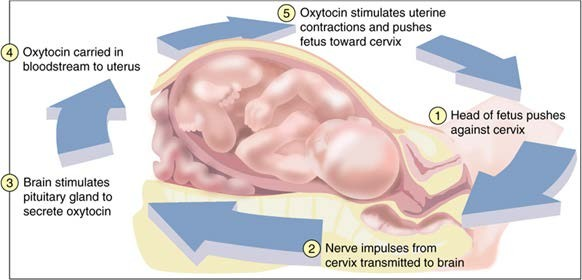 5 Oxytocin stimulates uterine
contractions and pushes
fetus toward cervix
4 Oxytocin carried in
bloodstream to uterus
1 Head of fetus pushes
against cervix
3 Brain stimulates
pituitary gland to
secrete oxytocin
2 Nerve impulses from
cervix transmitted to brain